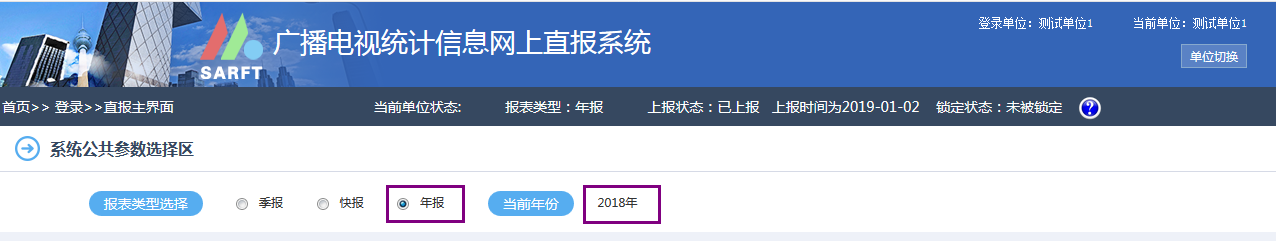 登录单位：测试单位1 当前单位：测试单位1
广播电视统计信息网上直报系统
SARFT
单位切换
首页>> 登录>>直报主界面 当前单位状态: 报表类型：年报 上报状态：已上报 上报时间为2019-01-02 锁定状态：未被锁定 ?
系统公共参数选择区
报表类型选择 季报 快报 年报 当前年份 2018年